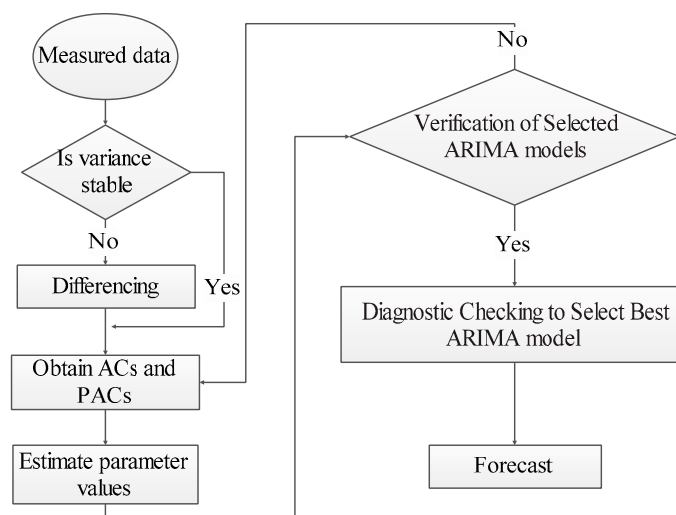 Measured data
Is variance
stable
No
Yes
Differencing
Obtain ACs and
PACs
Estimate parameter
values
No
Verification of Selected
ARIMA models
Yes
Diagnostic Checking to Select Best
ARIMA model
Forecast